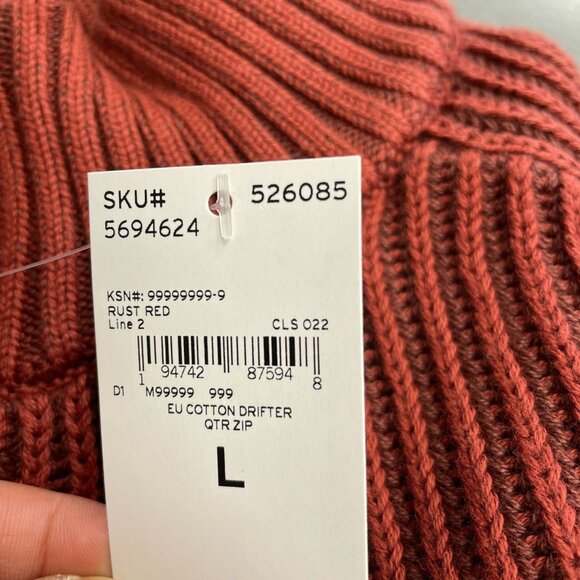 SKU# 526085
5694624
KSN#: 99999999-9
RUST RED
Line 2 CLS 022
1 94742 87594 8
D1 M99999 999
EU COTTON DRIFTER
QTR ZIP
L